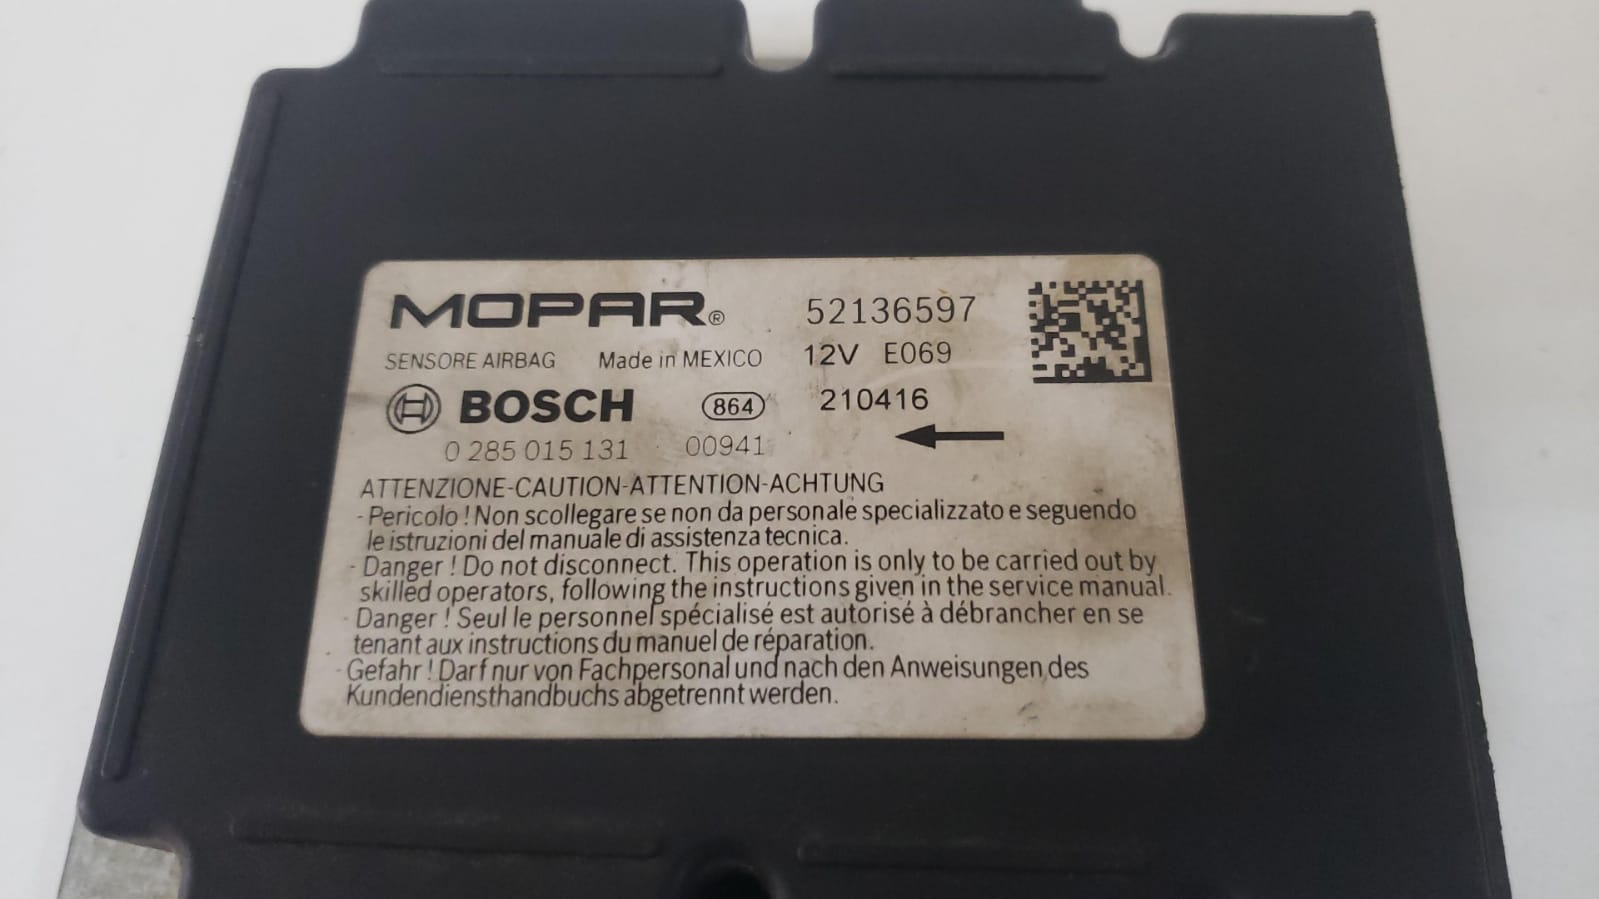 MOPAR® 52136597
SENSORE AIRBAG Made in MEXICO 12V E069
BOSCH 864 210416
0 285 015 131 00941
ATTENZIONE-CAUTION-ATTENTION-ACHTUNG
- Pericolo ! Non scollegare se non da personale specializzato e seguendo
le istruzioni del manuale di assistenza tecnica.
- Danger ! Do not disconnect. This operation is only to be carried out by
skilled operators, following the instructions given in the service manual.
- Danger ! Seul le personnel spécialisé est autorisé à débrancher en se
tenant aux instructions du manuel de réparation.
- Gefahr ! Darf nur von Fachpersonal und nach den Anweisungen des
Kundendiensthandbuchs abgetrennt werden.